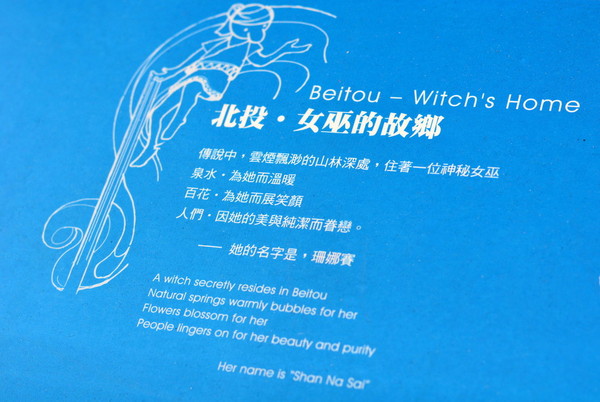 Beitou – Witch's Home
北投・女巫的故鄉
傳說中，雲煙飄渺的山林深處，住著一位神秘女巫
泉水・為她而溫暖
百花・為她而展笑顏
人們・因她的美與純潔而眷戀。
—— 她的名字是，珊娜賽
A witch secretly resides in Beitou
Natural springs warmly bubbles for her
Flowers blossom for her
People lingers on for her beauty and purity
Her name is "Shan Na Sai"